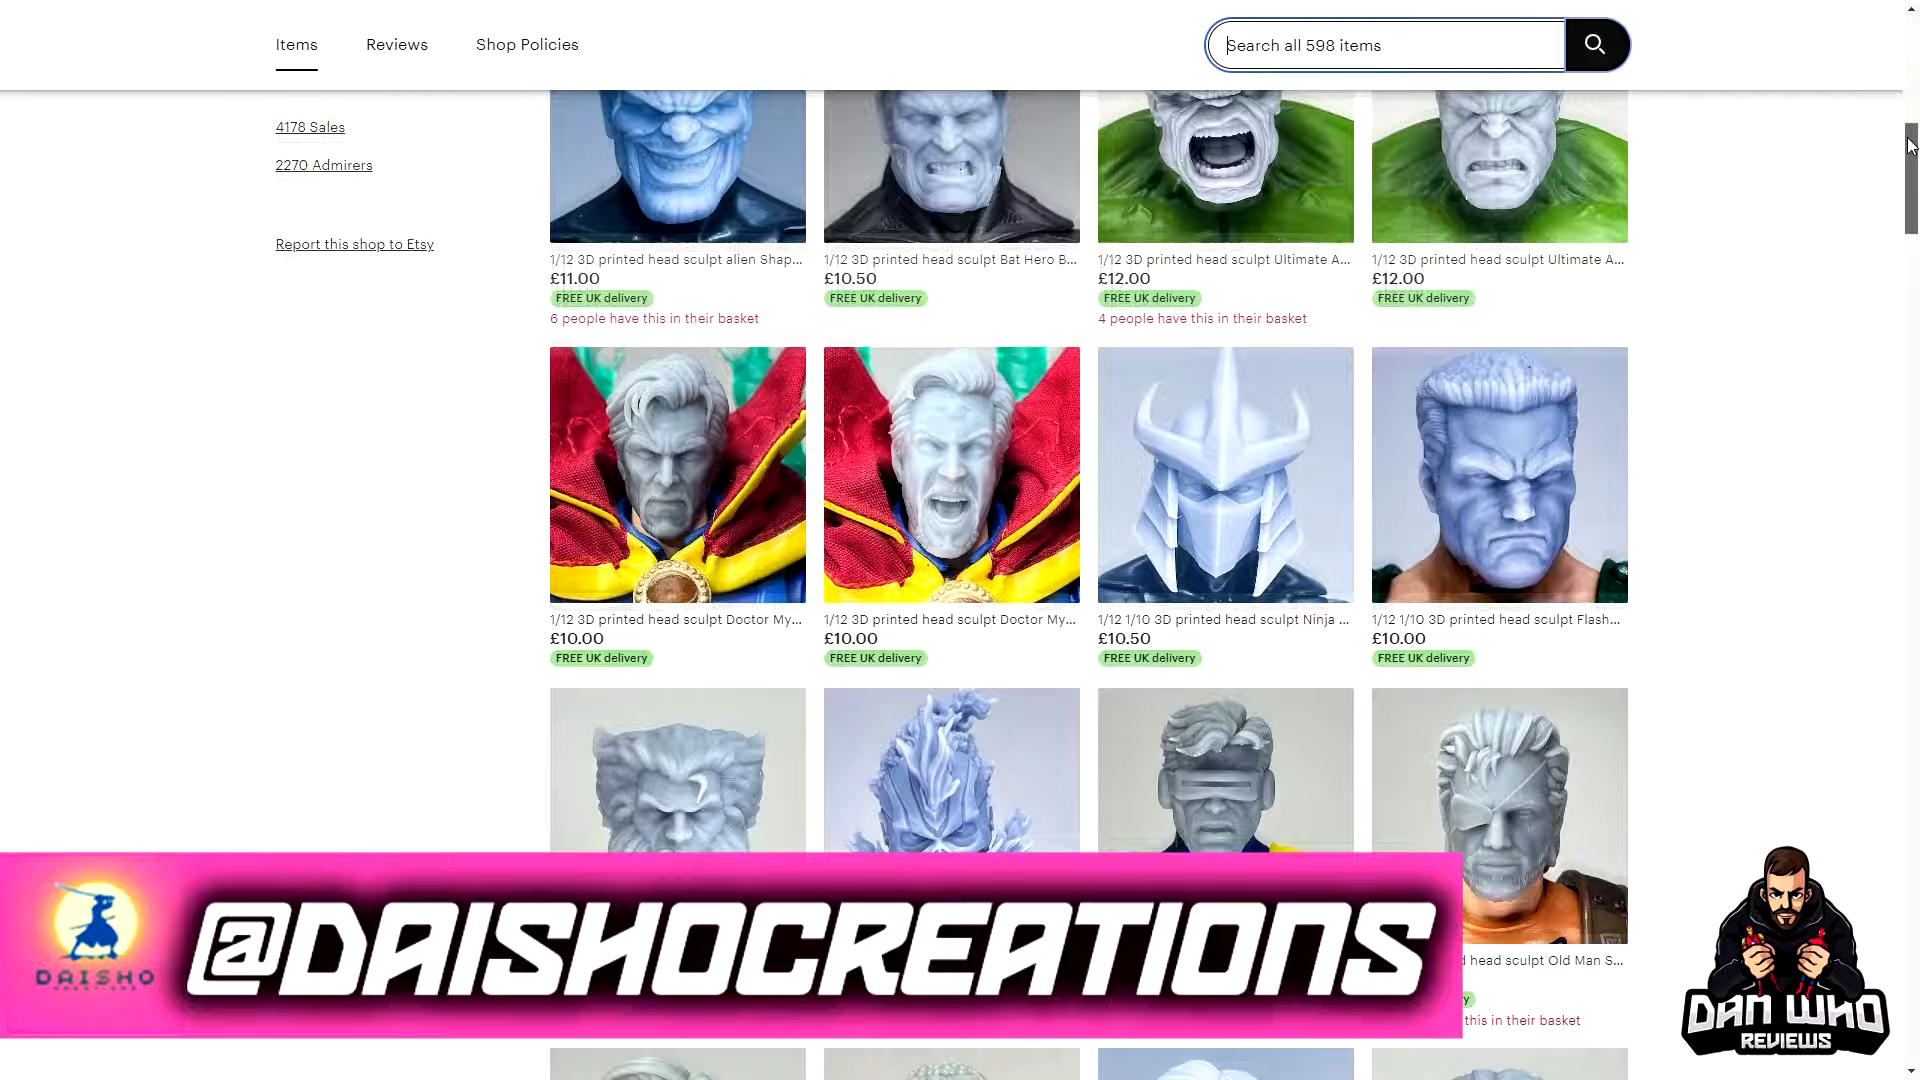 Items
Reviews
Shop Policies
Search all 598 items
4178 Sales
2270 Admirers
Report this shop to Etsy
1/12 3D printed head sculpt alien Shap...
£11.00
FREE UK delivery
6 people have this in their basket
1/12 3D printed head sculpt Bat Hero B...
£10.50
FREE UK delivery
1/12 3D printed head sculpt Ultimate A...
£12.00
FREE UK delivery
4 people have this in their basket
1/12 3D printed head sculpt Ultimate A...
£12.00
FREE UK delivery
1/12 3D printed head sculpt Doctor My...
£10.00
FREE UK delivery
1/12 3D printed head sculpt Doctor My...
£10.00
FREE UK delivery
1/12 1/10 3D printed head sculpt Ninja ...
£10.50
FREE UK delivery
1/12 1/10 3D printed head sculpt Flash...
£10.00
FREE UK delivery
head sculpt Old Man S...
this in their basket
DAISHO
@DAISHOCREATIONS
DAN WHO
REVIEWS